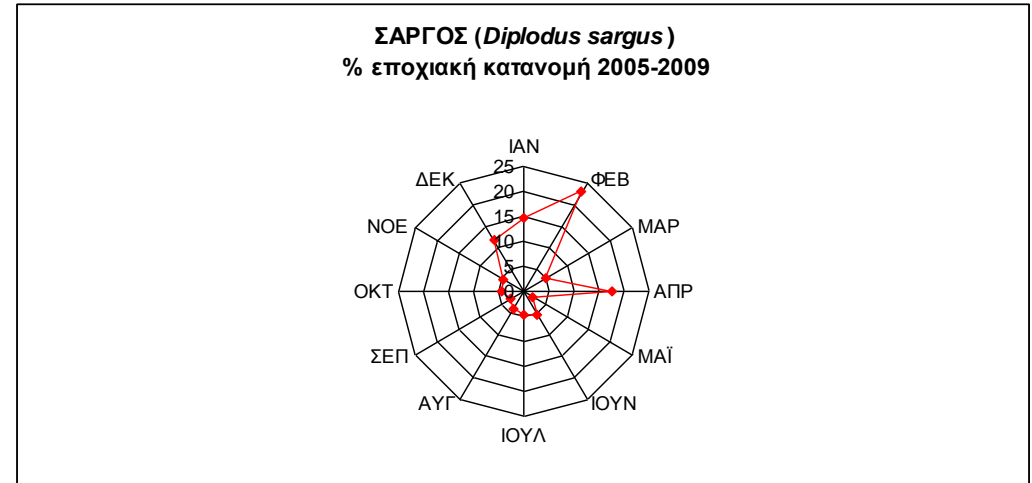 ΣΑΡΓΟΣ (Diplodus sargus)
% εποχιακή κατανομή 2005-2009
ΙΑΝ
ΦΕΒ
ΜΑΡ
ΑΠΡ
ΜΑΪ
ΙΟΥΝ
ΙΟΥΛ
ΑΥΓ
ΣΕΠ
ΟΚΤ
ΝΟΕ
ΔΕΚ
25
20
15
10
5
0